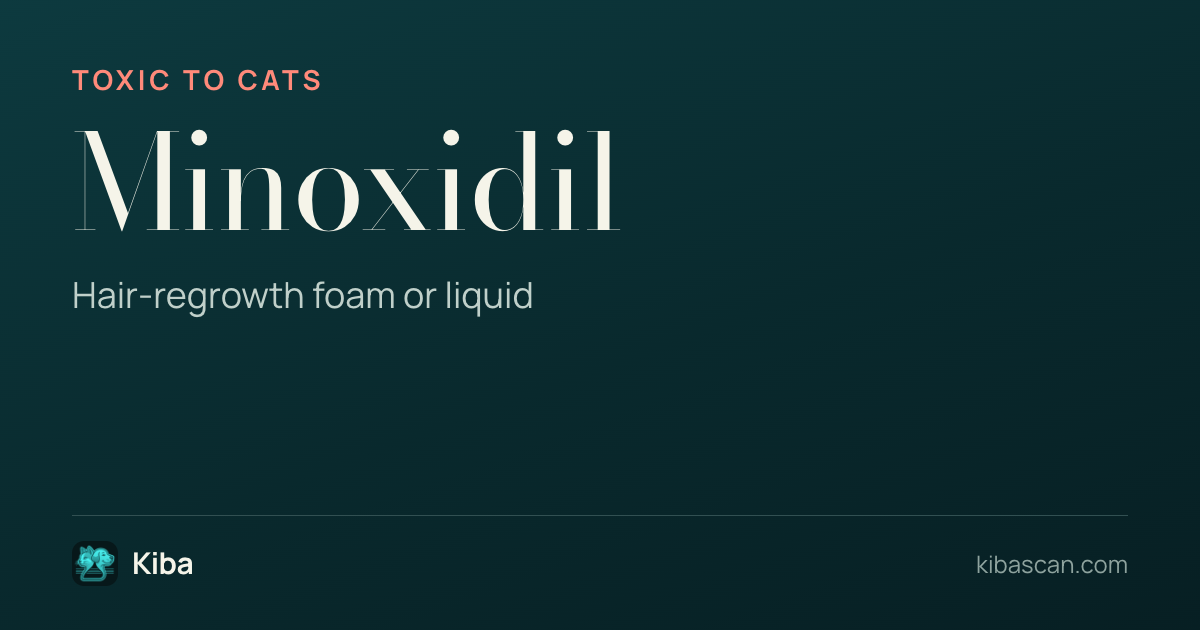 TOXIC TO CATS
Minoxidil
Hair-regrowth foam or liquid
Kiba
kibascan.com